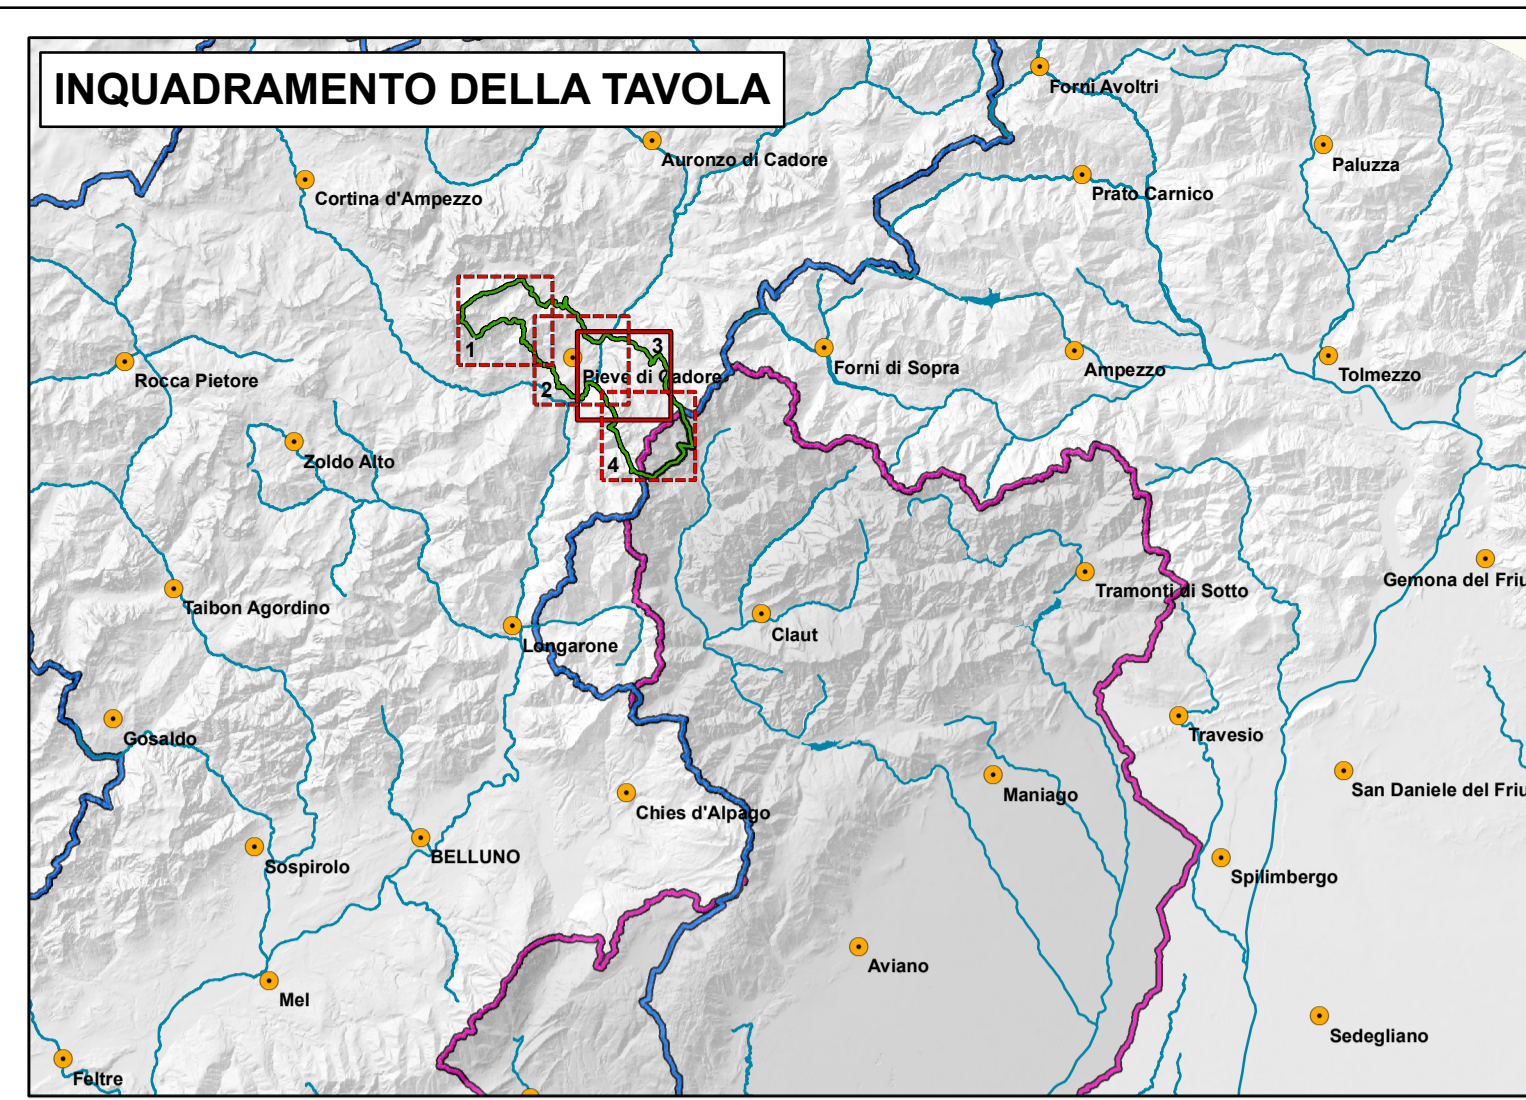 INQUADRAMENTO DELLA TAVOLA
Forni Avoltri
Auronzo di Cadore
Paluzza
Cortina d'Ampezzo
Prato Carnico
1
3
Rocca Pietore
Pieve di Cadore
Forni di Sopra
Ampezzo
Tolmezzo
2
Zoldo Alto
4
Gemona del Friu
Taibon Agordino
Tramonti di Sotto
Longarone
Claut
Gosaldo
Travesio
Maniago
San Daniele del Friu
Chies d'Alpago
BELLUNO
Sospirolo
Spilimbergo
Aviano
Mel
Sedegliano
Feltre